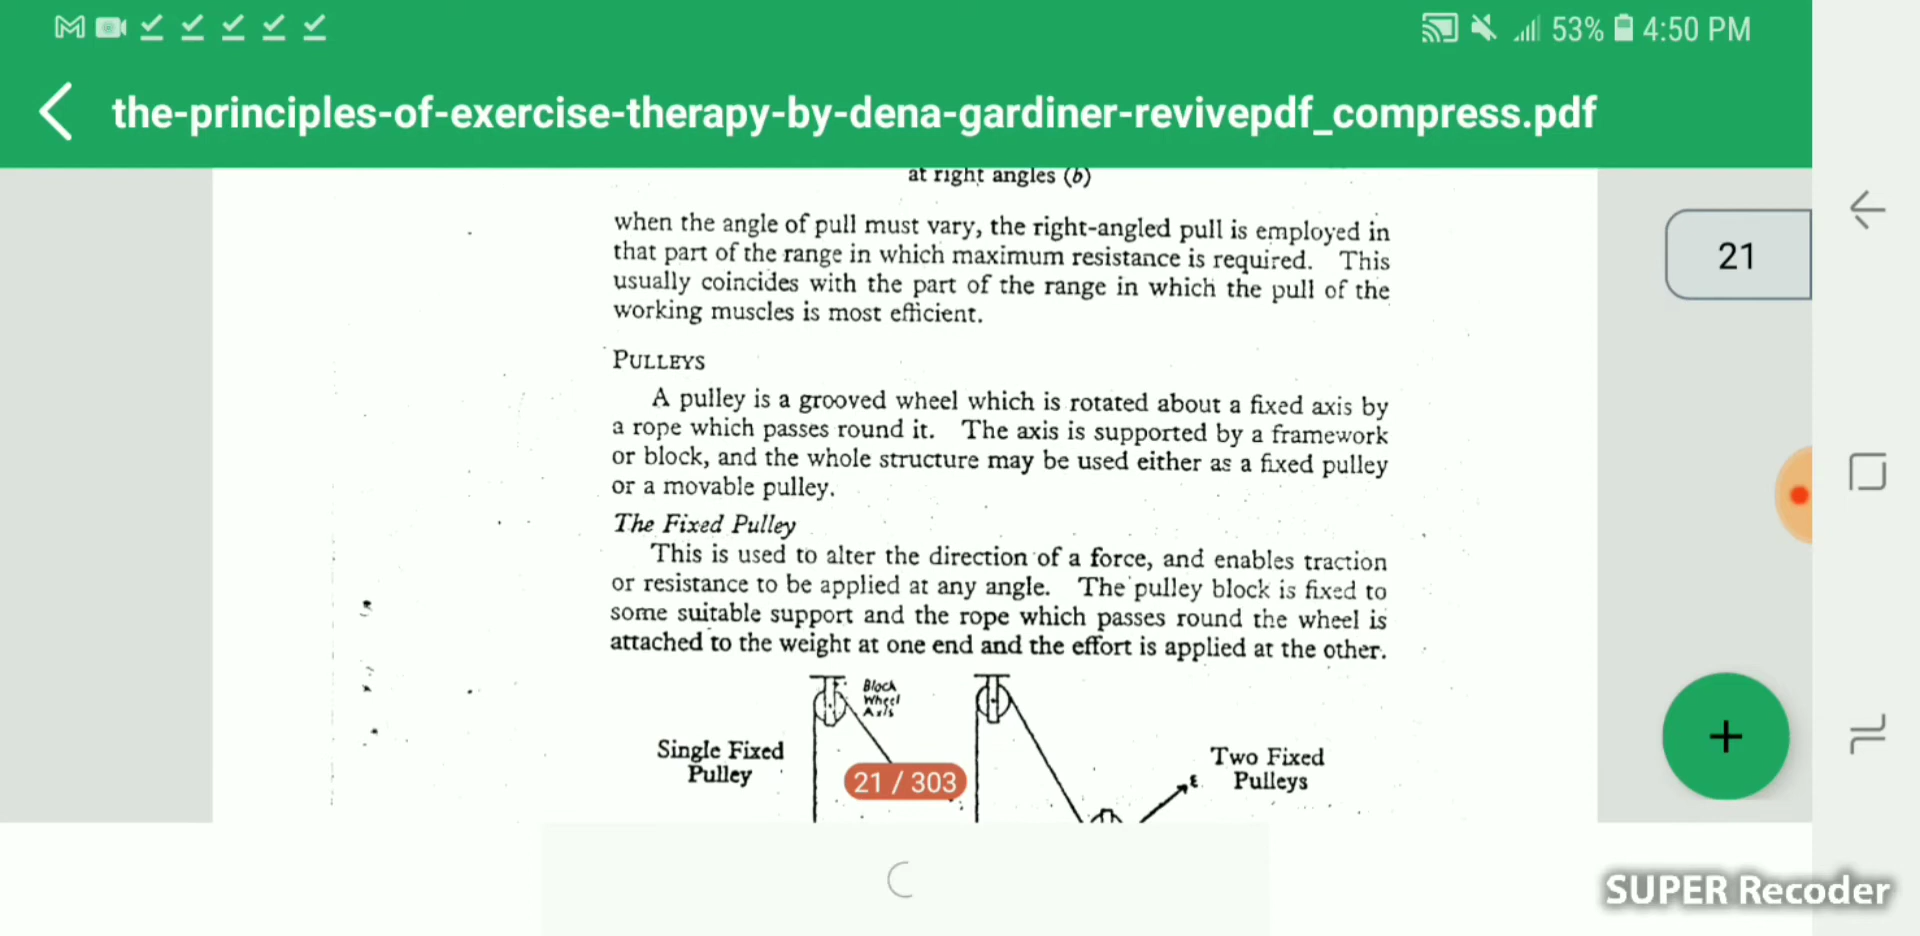 53% 4:50 PM
the-principles-of-exercise-therapy-by-dena-gardiner-revivepdf_compress.pdf
at right angles (b)
21
when the angle of pull must vary, the right-angled pull is employed in
that part of the range in which maximum resistance is required. This
usually coincides with the part of the range in which the pull of the
working muscles is most efficient.
PULLEYS
A pulley is a grooved wheel which is rotated about a fixed axis by
a rope which passes round it. The axis is supported by a framework
or block, and the whole structure may be used either as a fixed pulley
or a movable pulley.
The Fixed Pulley
This is used to alter the direction of a force, and enables traction
or resistance to be applied at any angle. The pulley block is fixed to
some suitable support and the rope which passes round the wheel is
attached to the weight at one end and the effort is applied at the other.
Block
Wheel
Axis
Single Fixed
Pulley
21 / 303
E
Two Fixed
Pulleys
+
SUPER Recoder